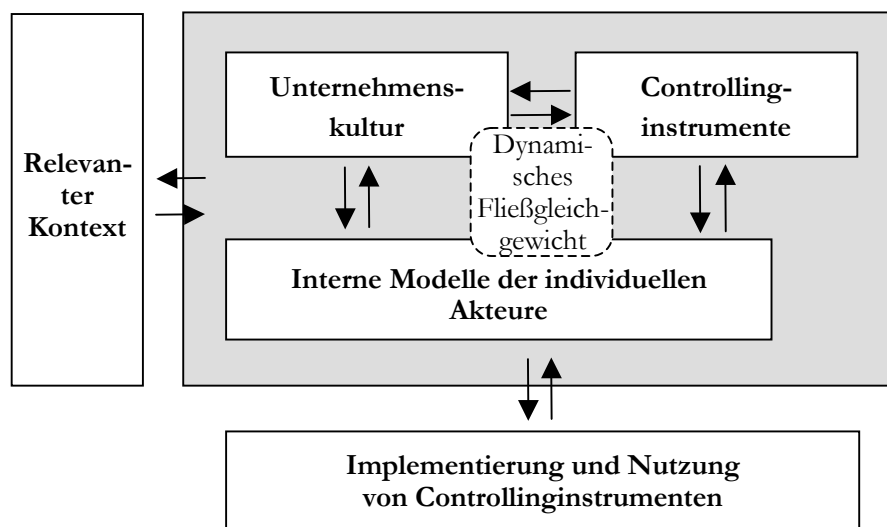 Unternehmens-
kultur
Controlling-
instrumente
Relevan-
ter
Kontext
Dynami-
sches
Fließgleich-
gewicht
Interne Modelle der individuellen
Akteure
Implementierung und Nutzung
von Controllinginstrumenten